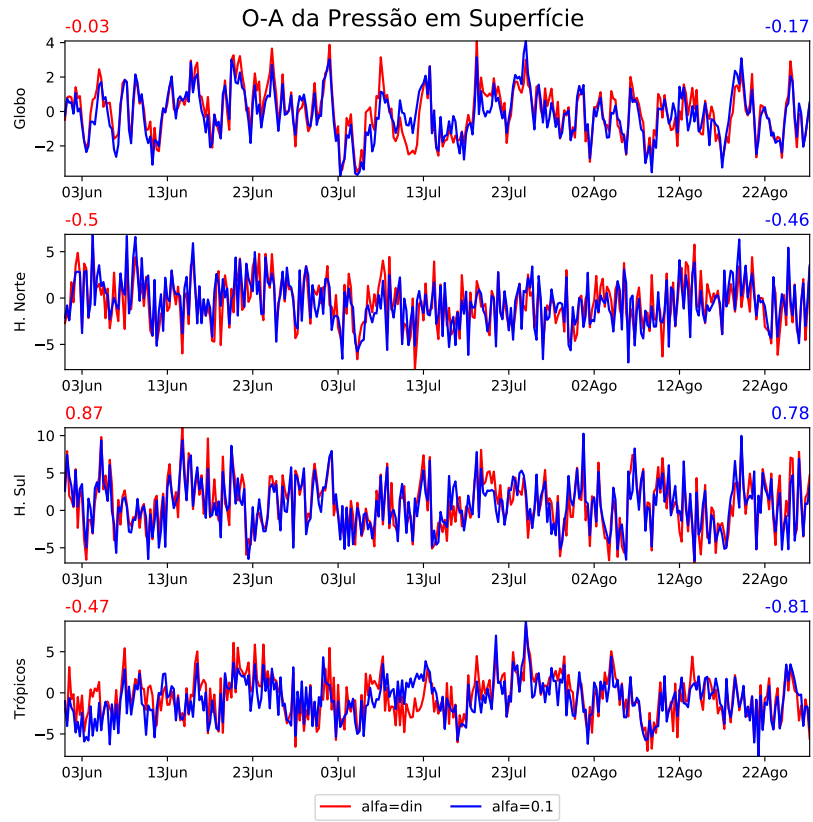 O-A da Pressão em Superfície
-0.03 -0.17
4
2
0
−2
Globo
03Jun 13Jun 23Jun 03Jul 13Jul 23Jul 02Ago 12Ago 22Ago
-0.5 -0.46
5
0
−5
H. Norte
03Jun 13Jun 23Jun 03Jul 13Jul 23Jul 02Ago 12Ago 22Ago
0.87 0.78
10
5
0
−5
H. Sul
03Jun 13Jun 23Jun 03Jul 13Jul 23Jul 02Ago 12Ago 22Ago
-0.47 -0.81
5
0
−5
Trópicos
03Jun 13Jun 23Jun 03Jul 13Jul 23Jul 02Ago 12Ago 22Ago
alfa=din alfa=0.1